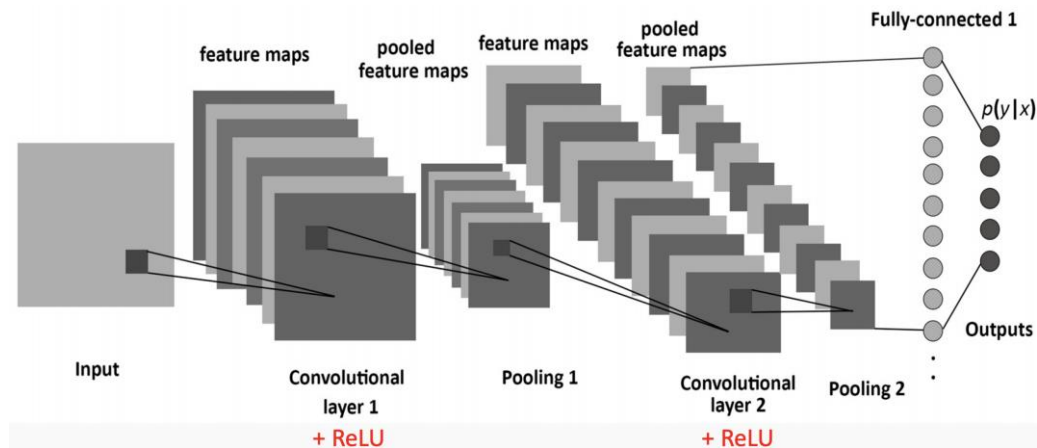 Fully-connected 1
feature maps
pooled
feature maps
feature maps
pooled
feature maps
p(y|x)
Input
Convolutional
layer 1
+ ReLU
Pooling 1
Convolutional
layer 2
+ ReLU
Pooling 2
Outputs